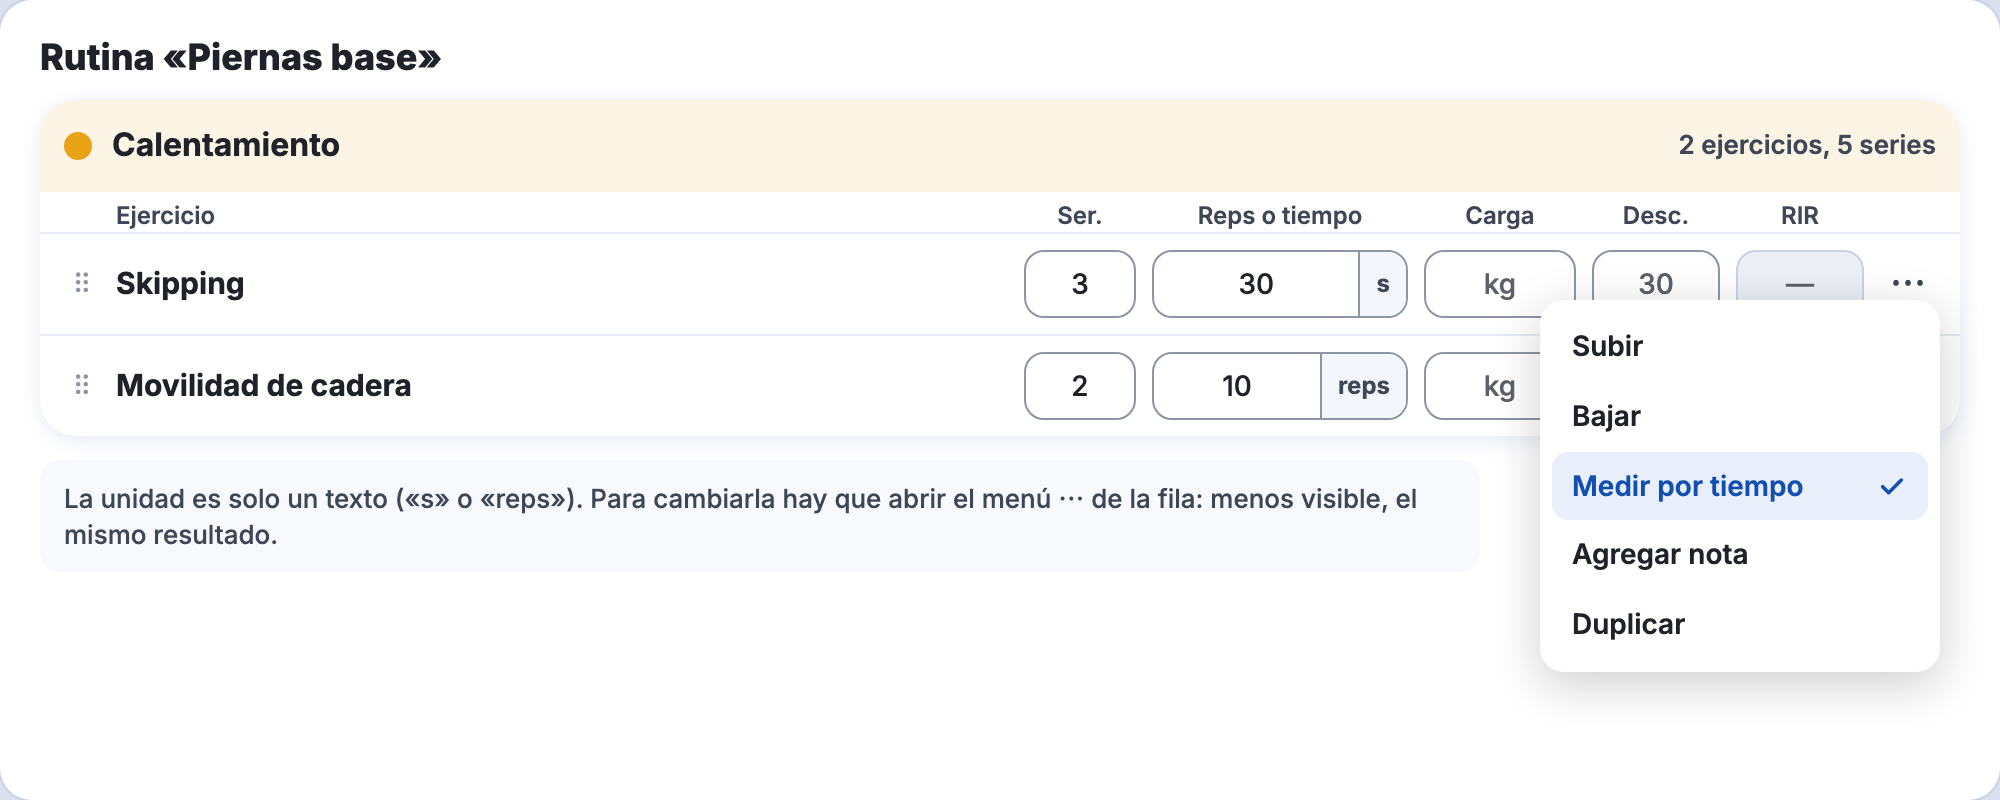 Rutina «Piernas base»
Calentamiento
2 ejercicios, 5 series
Ejercicio Ser. Reps o tiempo Carga Desc. RIR
Skipping 3 30 s kg 30 — ···
Movilidad de cadera 2 10 reps kg
Subir
Bajar
Medir por tiempo
Agregar nota
Duplicar
La unidad es solo un texto («s» o «reps»). Para cambiarla hay que abrir el menú ··· de la fila: menos visible, el
mismo resultado.